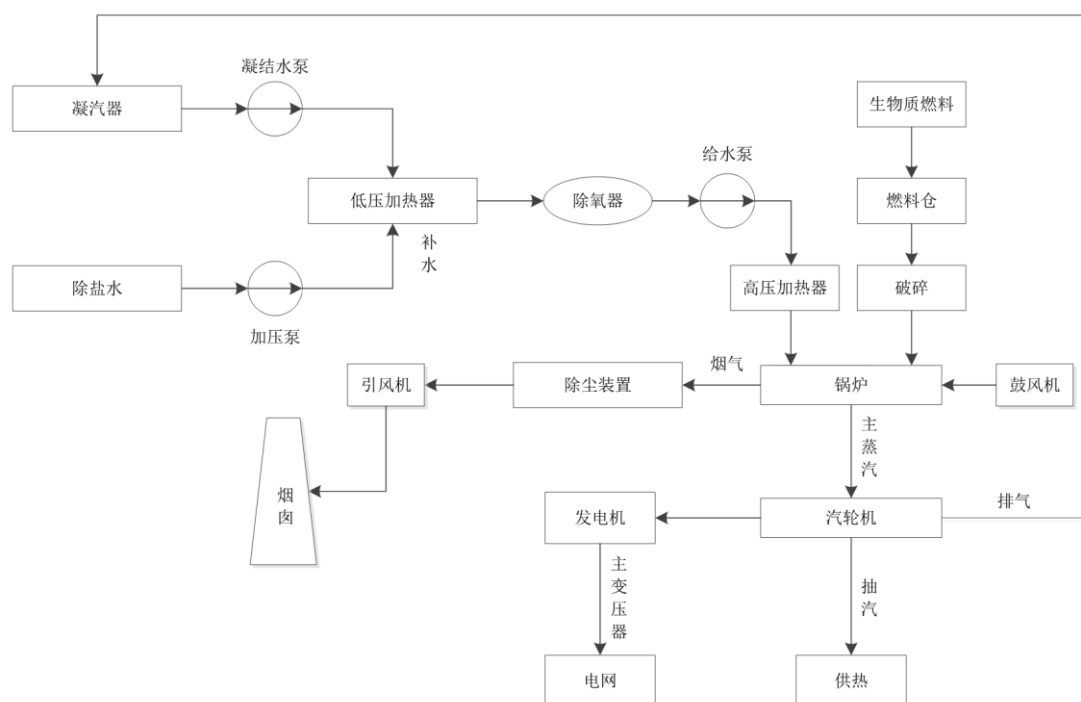 凝结水泵
凝汽器
生物质燃料
给水泵
低压加热器
除氧器
燃料仓
补水
除盐水
高压加热器
破碎
加压泵
烟气
引风机
除尘装置
锅炉
鼓风机
主蒸汽
烟囱
发电机
汽轮机
排气
主变压器
抽汽
电网
供热